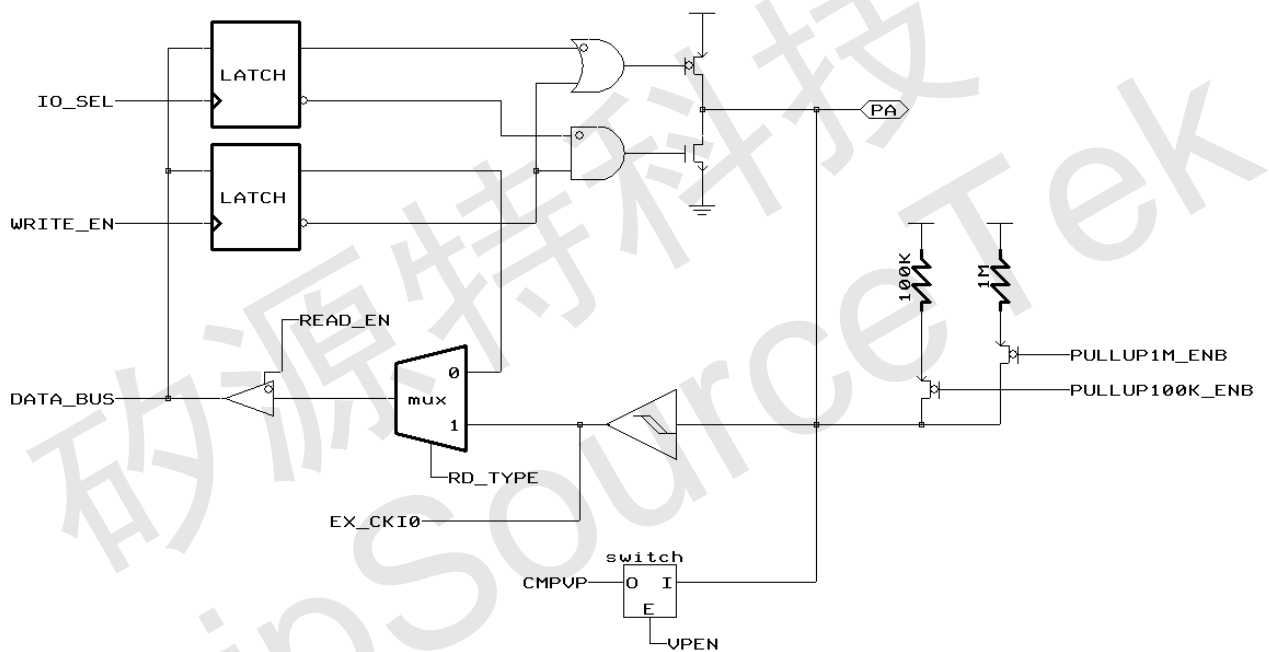 LATCH
IO_SEL
PA
LATCH
WRITE_EN
100K
1M
READ_EN
PULLUP1M_ENB
0
PULLUP100K_ENB
DATA_BUS
mux
1
RD_TYPE
EX_CKI0
switch
CMPVP
O I
E
VPEN
矽源特科技
ipSourceTek